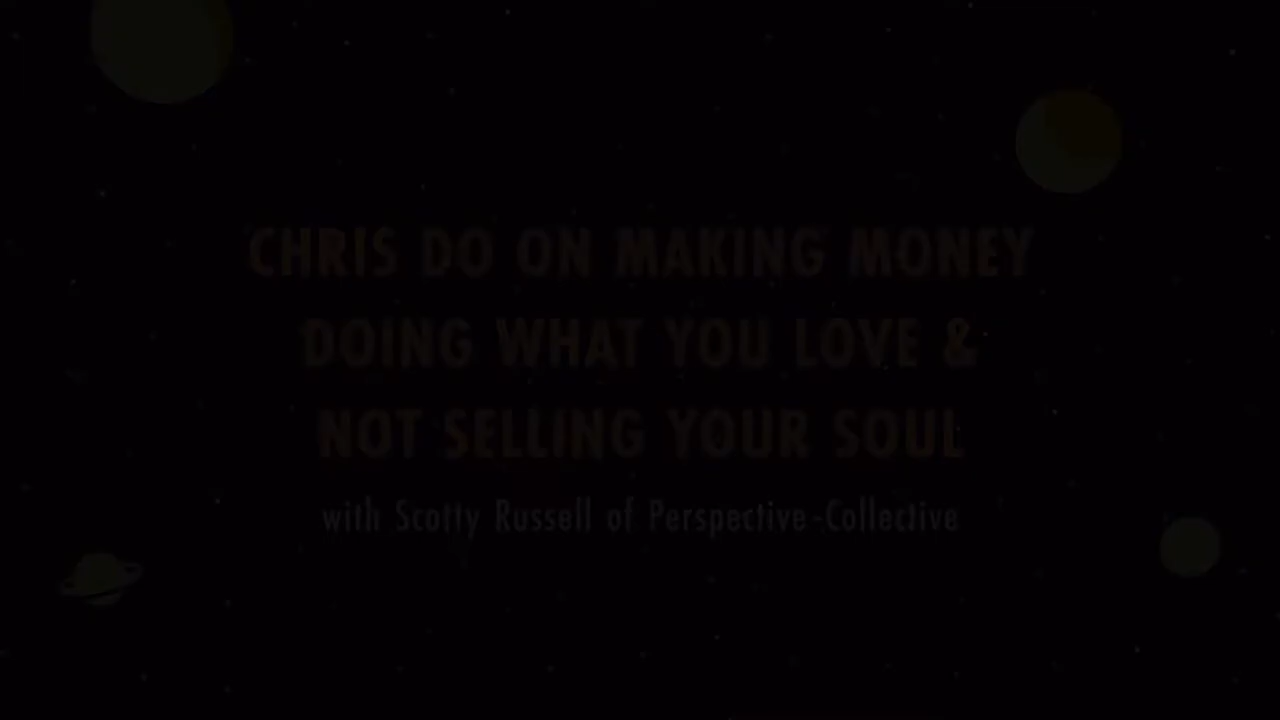 CHRIS DO ON MAKING MONEY
DOING WHAT YOU LOVE &
NOT SELLING YOUR SOUL
with Scotty Russell of Perspective-Collective